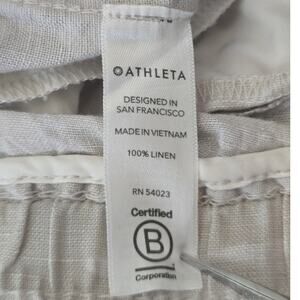 ATHLETA
DESIGNED IN
SAN FRANCISCO
MADE IN VIETNAM
100% LINEN
RN 54023
Certified
B
Corporation